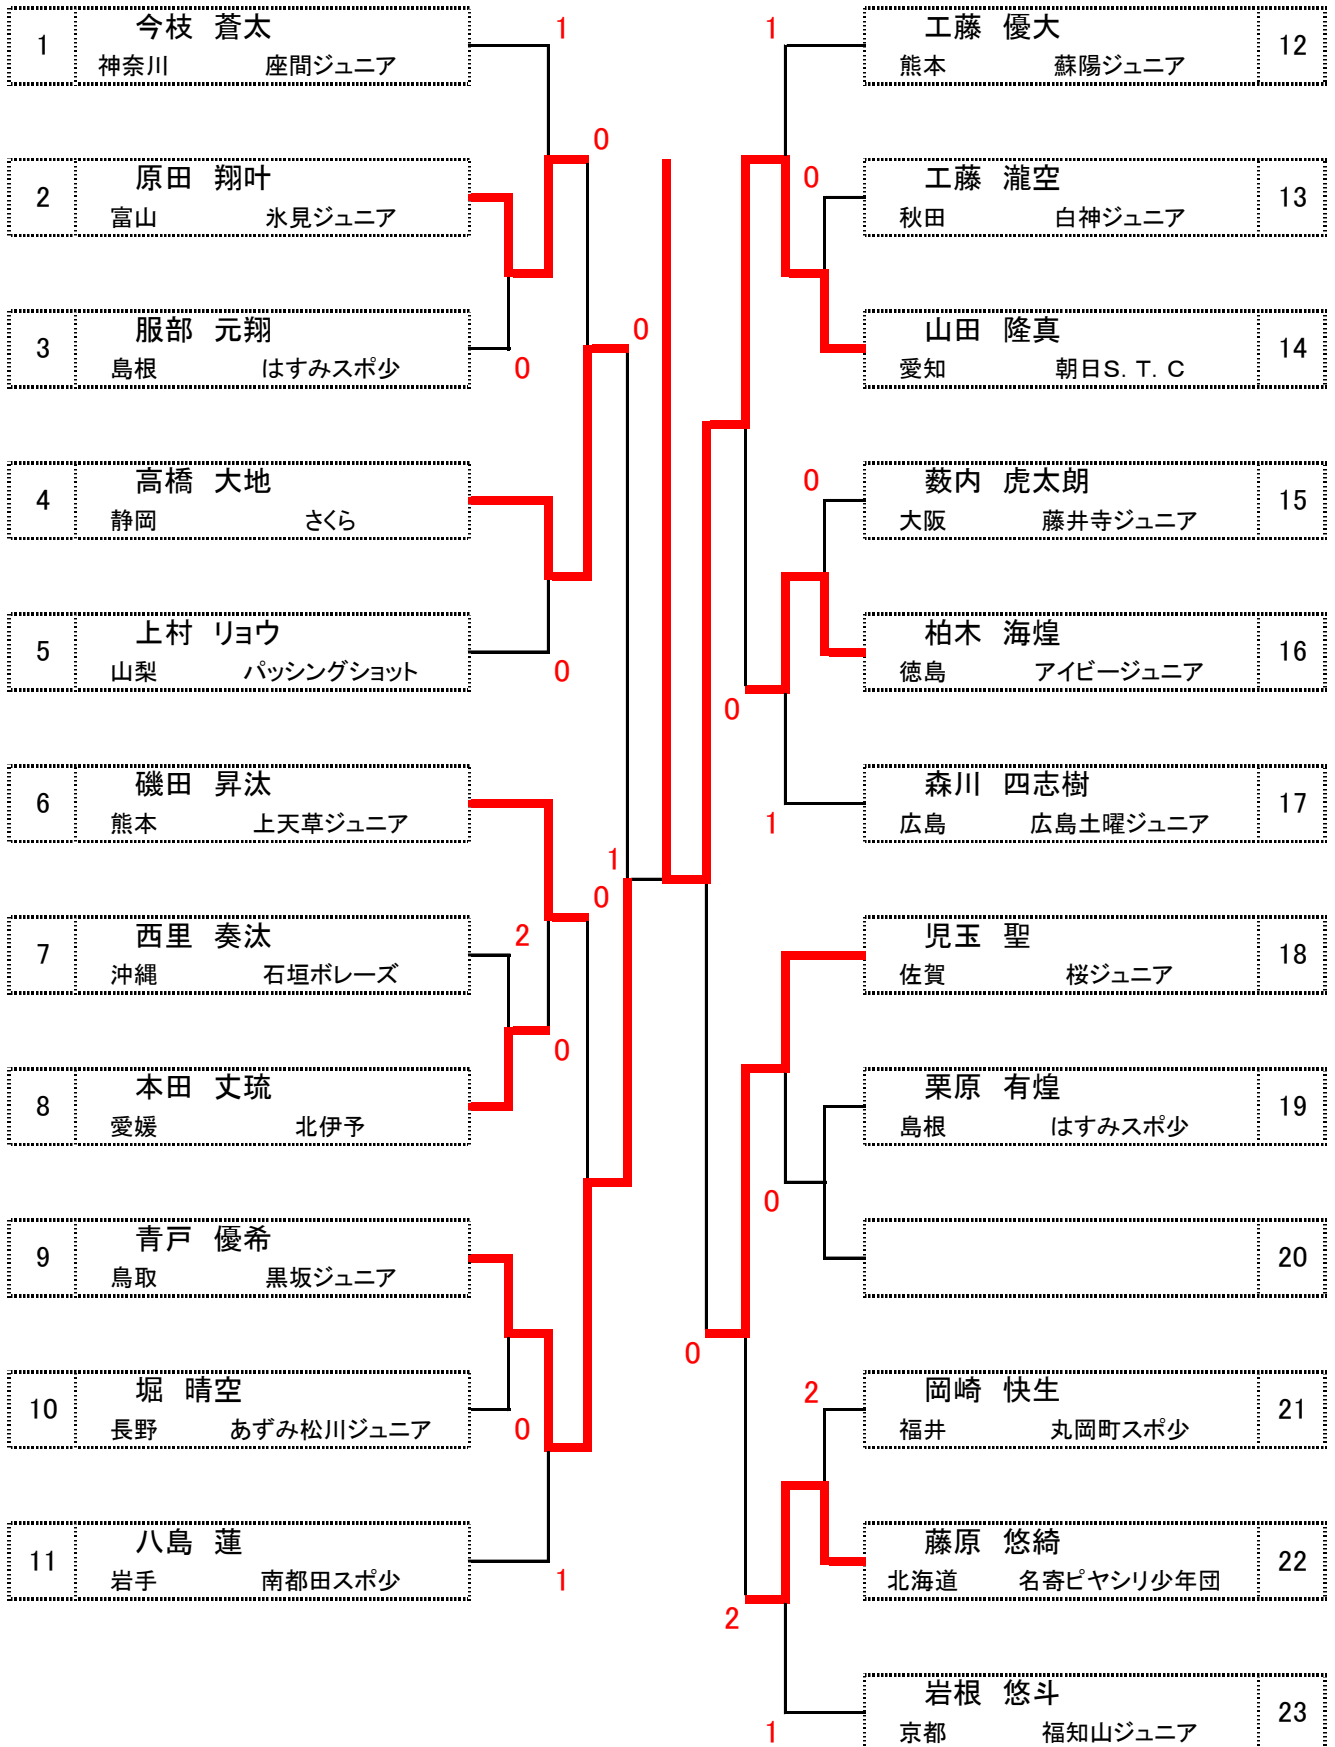 1 今枝 蒼太
神奈川 座間ジュニア
1
0
2 原田 翔叶
富山 氷見ジュニア
3 服部 元翔
島根 はすみスポ少
0
0
4 高橋 大地
静岡 さくら
5 上村 リョウ
山梨 パッシングショット
0
6 磯田 昇汰
熊本 上天草ジュニア
1
0
7 西里 奏汰
沖縄 石垣ボレーズ
2
0
8 本田 丈琉
愛媛 北伊予
9 青戸 優希
鳥取 黒坂ジュニア
10 堀 晴空
長野 あずみ松川ジュニア
0
11 八島 蓮
岩手 南都田スポ少
1
1
工藤 優大 12
熊本 蘇陽ジュニア
0
工藤 瀧空 13
秋田 白神ジュニア
山田 隆真 14
愛知 朝日S.T.C
0
薮内 虎太朗 15
大阪 藤井寺ジュニア
柏木 海煌 16
徳島 アイビージュニア
0
森川 四志樹 17
広島 広島土曜ジュニア
1
児玉 聖 18
佐賀 桜ジュニア
栗原 有煌 19
島根 はすみスポ少
0
20
0
2
岡崎 快生 21
福井 丸岡町スポ少
藤原 悠綺 22
北海道 名寄ピヤシリ少年団
2
岩根 悠斗 23
京都 福知山ジュニア
1